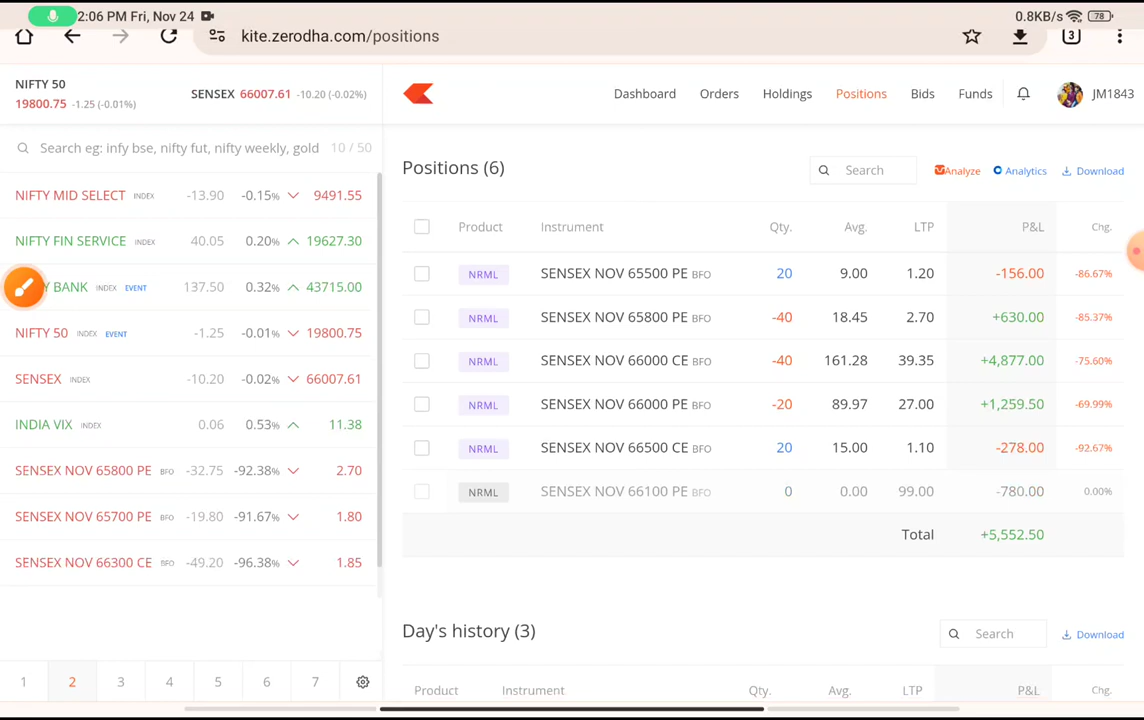 2:06 PM Fri, Nov 24 0.8KB/s 78
kite.zerodha.com/positions 3
NIFTY 50
19800.75 -1.25 (-0.01%)
SENSEX 66007.61 -10.20 (-0.02%)
Dashboard Orders Holdings Positions Bids Funds JM1843
Search eg: infy bse, nifty fut, nifty weekly, gold 10 / 50
NIFTY MID SELECT INDEX -13.90 -0.15% 9491.55
NIFTY FIN SERVICE INDEX 40.05 0.20% 19627.30
Y BANK INDEX EVENT 137.50 0.32% 43715.00
NIFTY 50 INDEX EVENT -1.25 -0.01% 19800.75
SENSEX INDEX -10.20 -0.02% 66007.61
INDIA VIX INDEX 0.06 0.53% 11.38
SENSEX NOV 65800 PE BFO -32.75 -92.38% 2.70
SENSEX NOV 65700 PE BFO -19.80 -91.67% 1.80
SENSEX NOV 66300 CE BFO -49.20 -96.38% 1.85
1 2 3 4 5 6 7
Positions (6) Search Analyze Analytics Download
Product Instrument Qty. Avg. LTP P&L Chg.
NRML SENSEX NOV 65500 PE BFO 20 9.00 1.20 -156.00 -86.67%
NRML SENSEX NOV 65800 PE BFO -40 18.45 2.70 +630.00 -85.37%
NRML SENSEX NOV 66000 CE BFO -40 161.28 39.35 +4,877.00 -75.60%
NRML SENSEX NOV 66000 PE BFO -20 89.97 27.00 +1,259.50 -69.99%
NRML SENSEX NOV 66500 CE BFO 20 15.00 1.10 -278.00 -92.67%
NRML SENSEX NOV 66100 PE BFO 0 0.00 99.00 -780.00 0.00%
Total +5,552.50
Day's history (3) Search Download
Product Instrument Qty. Avg. LTP P&L Chg.